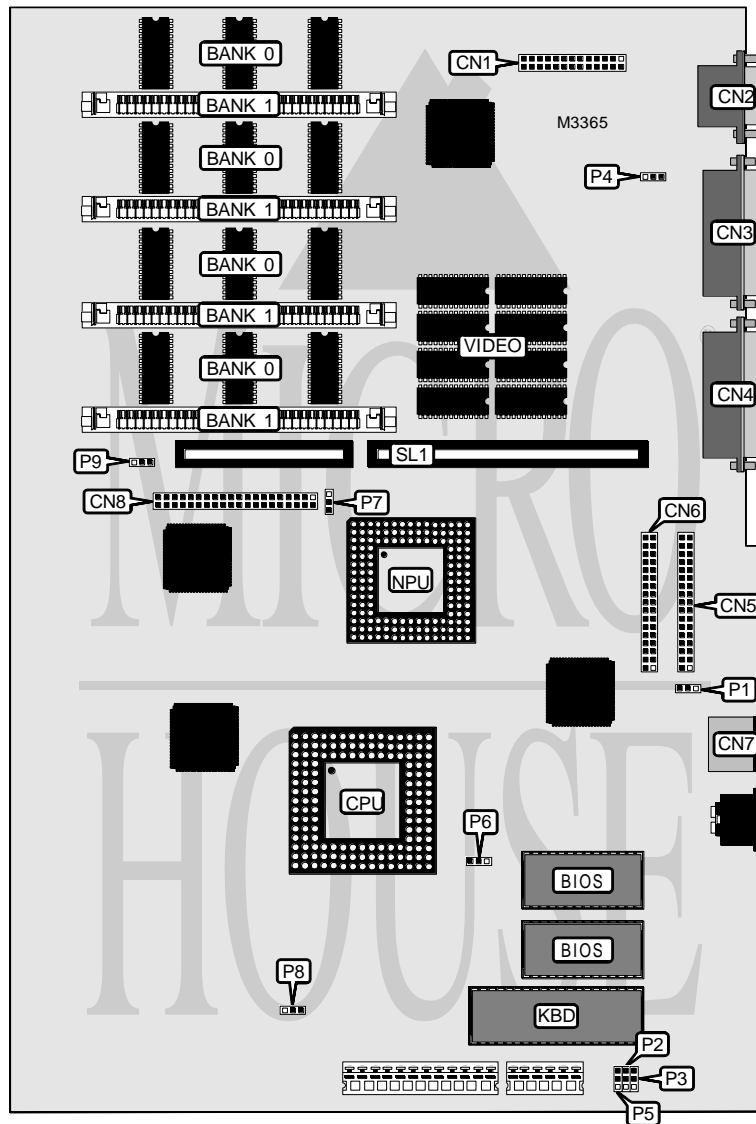 BANK 0
CN1
CN2
BANK 1
M3365
BANK 0
P4
BANK 1
CN3
BANK 0
BANK 1
VIDEO
®
BANK 0
CN4
BANK 1
P9
SL1
CN8
P7
CN6
NPU
CN5
MICRO
P1
CN7
CPU
P6
BIOS
HOUSE
BIOS
P8
KBD
P2
P3
P5